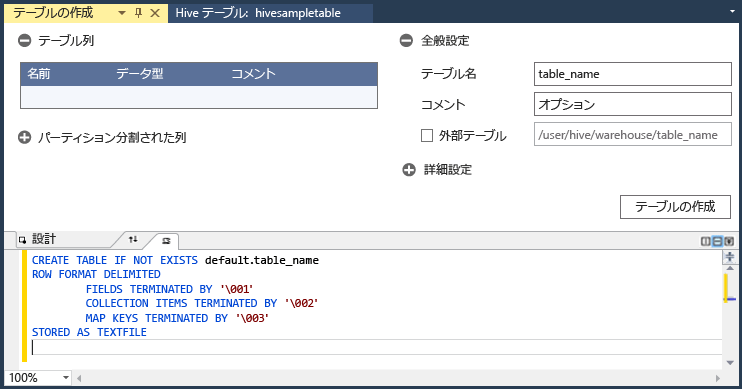 テーブルの作成
Hive テーブル: hivesampletable
テーブル列
名前 データ型 コメント
パーティション分割された列
全般設定
テーブル名 table_name
コメント オプション
外部テーブル /user/hive/warehouse/table_name
詳細設定
テーブルの作成
設計
CREATE TABLE IF NOT EXISTS default.table_name
ROW FORMAT DELIMITED
FIELDS TERMINATED BY '\001'
COLLECTION ITEMS TERMINATED BY '\002'
MAP KEYS TERMINATED BY '\003'
STORED AS TEXTFILE
100%